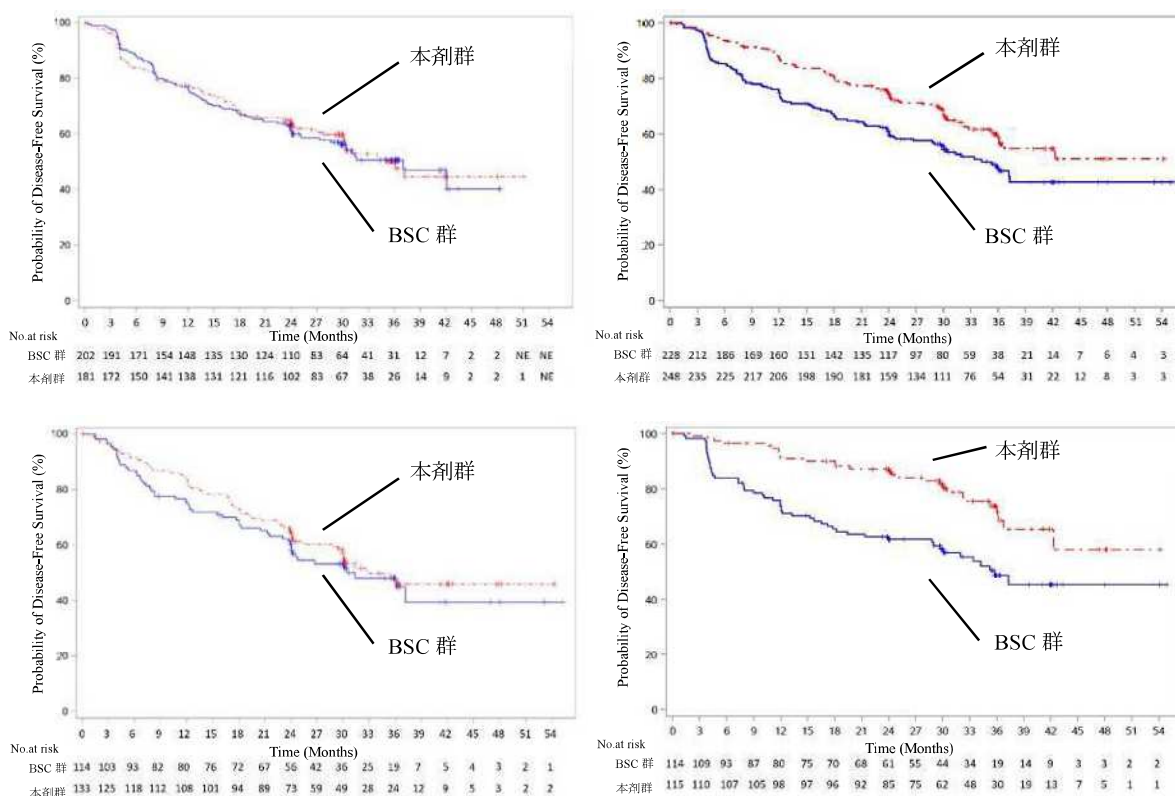 Probability of Disease-Free Survival (%)
100
80
60
40
20
0
本剤群
BSC 群
0 3 6 9 12 15 18 21 24 27 30 33 36 39 42 45 48 51 54
No.at risk
Time (Months)
BSC 群 202 191 171 154 148 135 130 124 110 83 64 41 31 12 7 2 2 NE NE
本剤群 181 172 150 141 138 131 121 116 102 83 67 38 26 14 9 2 2 1 NE
Probability of Disease-Free Survival (%)
100
80
60
40
20
0
本剤群
BSC 群
0 3 6 9 12 15 18 21 24 27 30 33 36 39 42 45 48 51 54
No.at risk
Time (Months)
BSC 群 228 212 186 169 160 151 142 135 117 97 80 59 38 21 14 7 6 4 3
本剤群 248 235 225 217 206 198 190 181 159 134 111 76 54 31 22 12 8 3 3
Probability of Disease-Free Survival (%)
100
80
60
40
20
0
本剤群
BSC 群
0 3 6 9 12 15 18 21 24 27 30 33 36 39 42 45 48 51 54
No.at risk
Time (Months)
BSC 群 114 103 93 82 80 76 72 67 56 42 36 25 19 7 5 4 3 2 1
本剤群 133 125 118 112 108 101 94 89 73 59 49 28 24 12 9 5 3 2 2
Probability of Disease-Free Survival (%)
100
80
60
40
20
0
本剤群
BSC 群
0 3 6 9 12 15 18 21 24 27 30 33 36 39 42 45 48 51 54
No.at risk
Time (Months)
BSC 群 114 109 93 87 80 75 70 68 61 55 44 34 19 14 9 3 3 2 2
本剤群 115 110 107 105 98 97 96 92 85 75 62 48 30 19 13 7 5 1 1